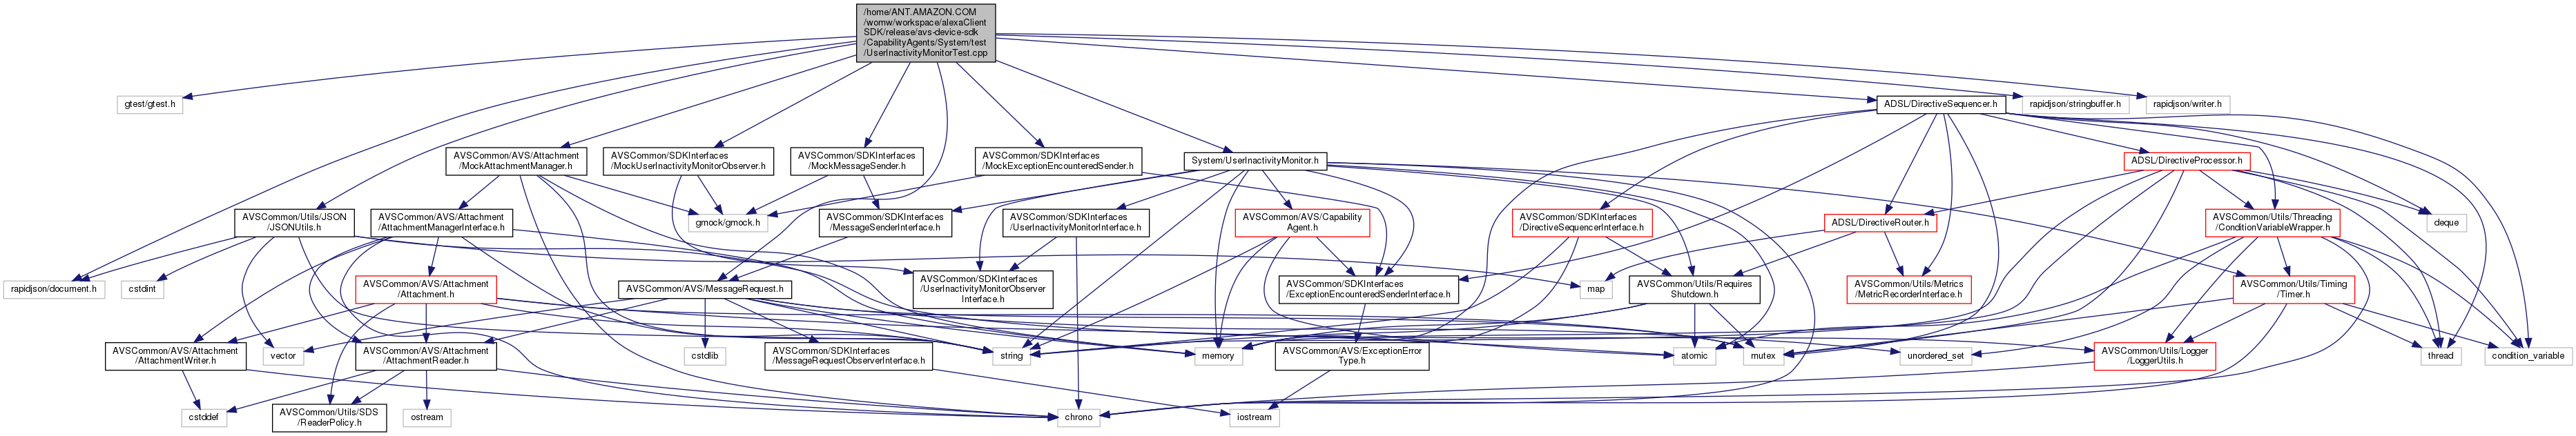 /home/ANT.AMAZON.COM
/womw/workspace/alexaClient
SDK/release/avs-device-sdk
/CapabilityAgents/System/test
/UserInactivityMonitorTest.cpp
gtest/gtest.h
ADSL/DirectiveSequencer.h
rapidjson/stringbuffer.h
rapidjson/writer.h
AVSCommon/AVS/Attachment
/MockAttachmentManager.h
AVSCommon/SDKInterfaces
/MockUserInactivityMonitorObserver.h
AVSCommon/SDKInterfaces
/MockMessageSender.h
AVSCommon/SDKInterfaces
/MockExceptionEncounteredSender.h
System/UserInactivityMonitor.h
ADSL/DirectiveProcessor.h
AVSCommon/Utils/JSON
/JSONUtils.h
AVSCommon/AVS/Attachment
/AttachmentManagerInterface.h
gmock/gmock.h
AVSCommon/SDKInterfaces
/MessageSenderInterface.h
AVSCommon/SDKInterfaces
/UserInactivityMonitorInterface.h
AVSCommon/AVS/Capability
Agent.h
AVSCommon/SDKInterfaces
/DirectiveSequencerInterface.h
ADSL/DirectiveRouter.h
AVSCommon/Utils/Threading
/ConditionVariableWrapper.h
deque
rapidjson/document.h
cstdint
AVSCommon/AVS/Attachment
/Attachment.h
AVSCommon/AVS/MessageRequest.h
AVSCommon/SDKInterfaces
/UserInactivityMonitorObserver
Interface.h
map
AVSCommon/SDKInterfaces
/ExceptionEncounteredSenderInterface.h
AVSCommon/Utils/Requires
Shutdown.h
AVSCommon/Utils/Metrics
/MetricRecorderInterface.h
AVSCommon/Utils/Timing
/Timer.h
AVSCommon/AVS/Attachment
/AttachmentWriter.h
vector
AVSCommon/AVS/Attachment
/AttachmentReader.h
cstdlib
AVSCommon/SDKInterfaces
/MessageRequestObserverInterface.h
string
memory
AVSCommon/AVS/ExceptionError
Type.h
atomic
mutex
unordered_set
AVSCommon/Utils/Logger
/LoggerUtils.h
thread
condition_variable
cstddef
AVSCommon/Utils/SDS
/ReaderPolicy.h
ostream
chrono
iostream